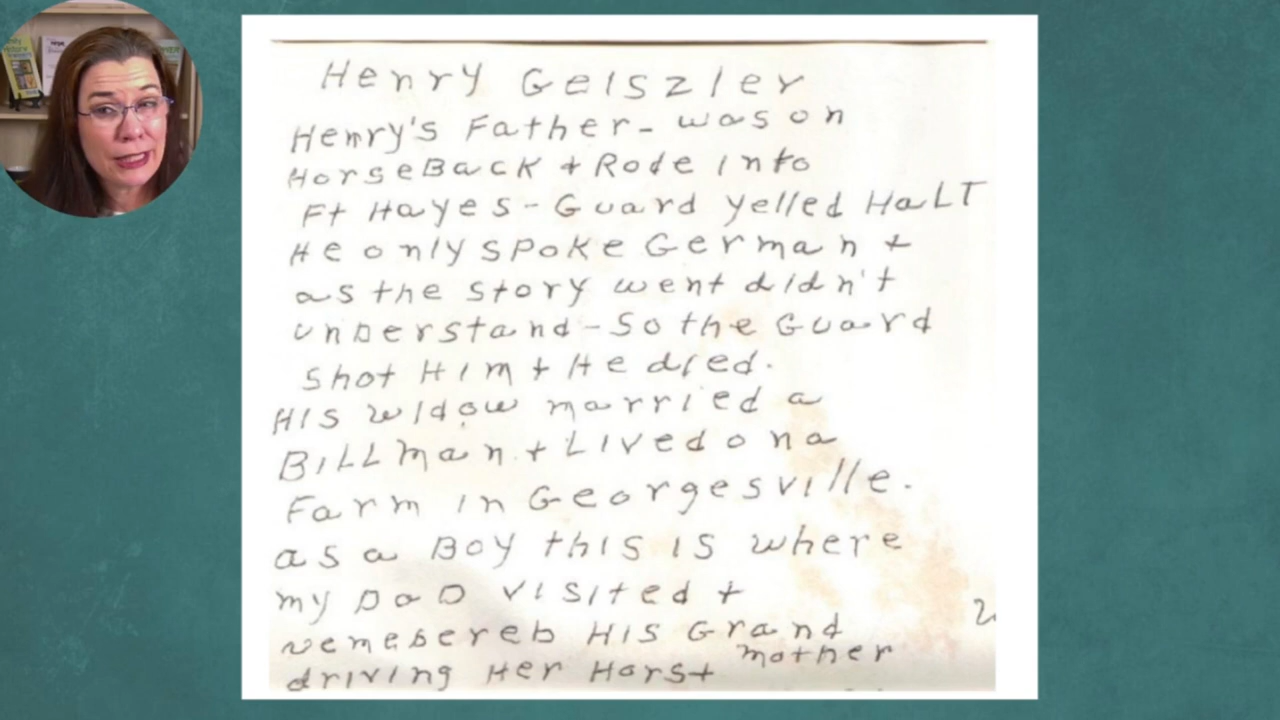 Henry Geiszler
Henry's Father - was on
HorseBack + Rode Into
Ft Hayes - Guard yelled HaLT
He only spoke German +
as the story went didn't
unDerstand - So the Guard
shot Him + He died.
His widow married a
BiLLman + Lived on a
Farm in Georgesville.
as a Boy this is where
my DaD visited +
remebereb His Grand
mother
driving Her Hors +